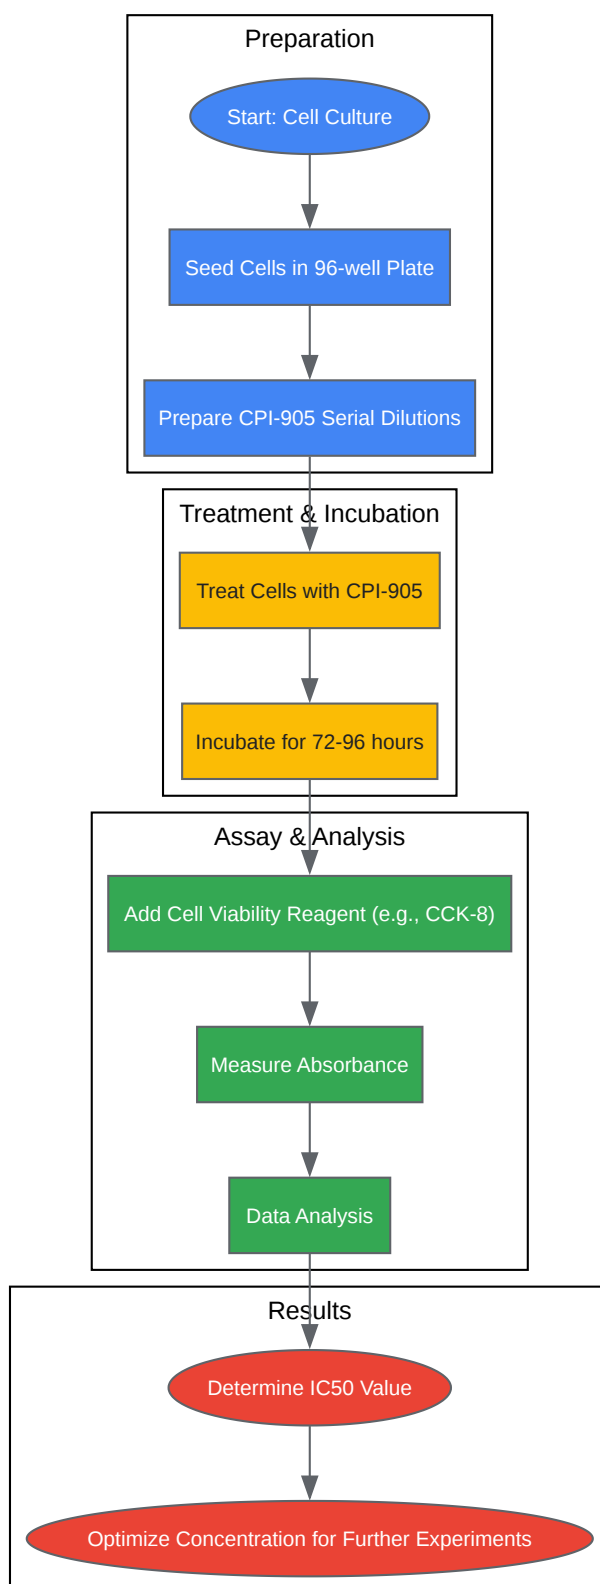 Preparation
Start: Cell Culture
Seed Cells in 96-well Plate
Prepare CPI-905 Serial Dilutions
Treatment & Incubation
Treat Cells with CPI-905
Incubate for 72-96 hours
Assay & Analysis
Add Cell Viability Reagent (e.g., CCK-8)
Measure Absorbance
Data Analysis
Results
Determine IC50 Value
Optimize Concentration for Further Experiments